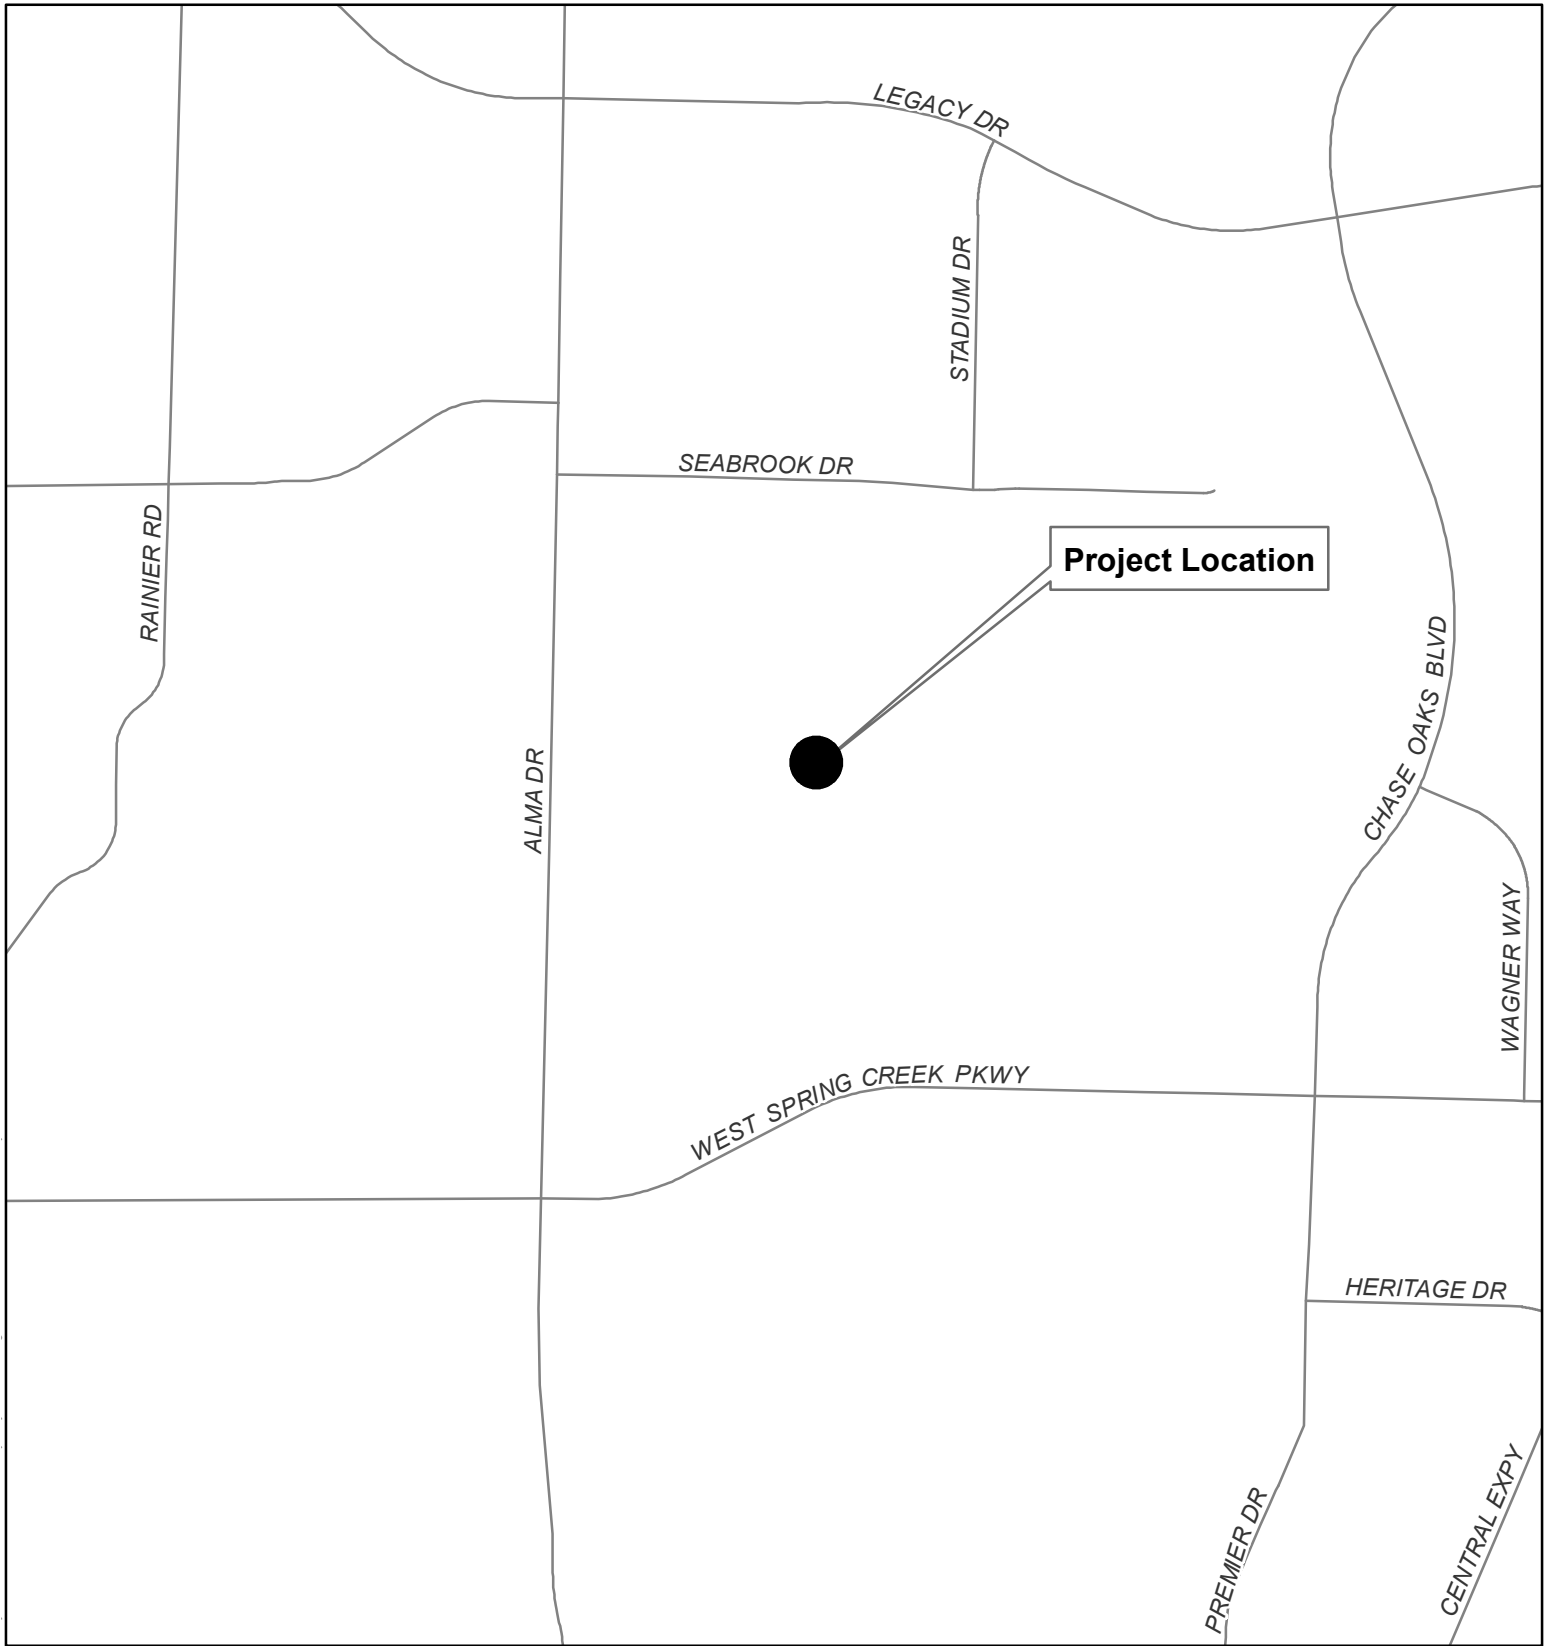 LEGACY DR
STADIUM DR
SEABROOK DR
RAINIER RD
Project Location
CHASE OAKS BLVD
ALMA DR
WAGNER WAY
WEST SPRING CREEK PKWY
HERITAGE DR
PREMIER DR
CENTRAL EXPY